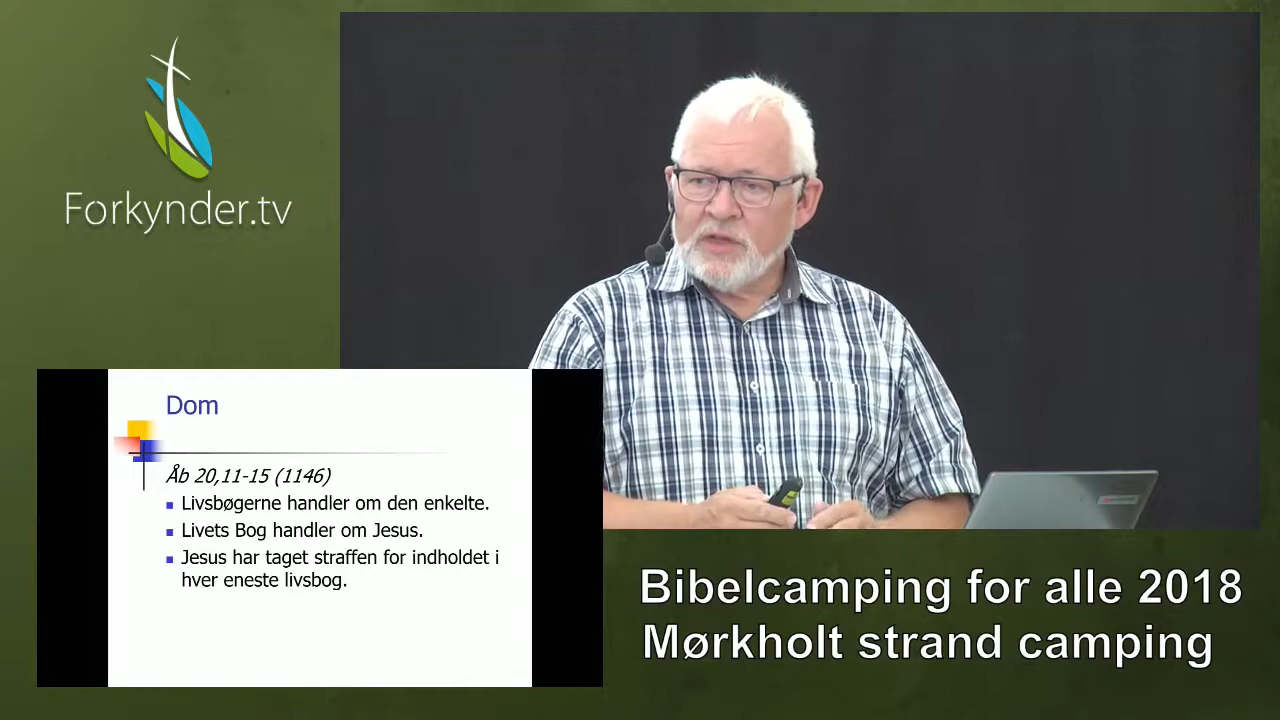 Forkynder.tv
Dom
Åb 20,11-15 (1146)
Livsbøgerne handler om den enkelte.
Livets Bog handler om Jesus.
Jesus har taget straffen for indholdet i
hver eneste livsbog.
Bibelcamping for alle 2018
Mørkholt strand camping